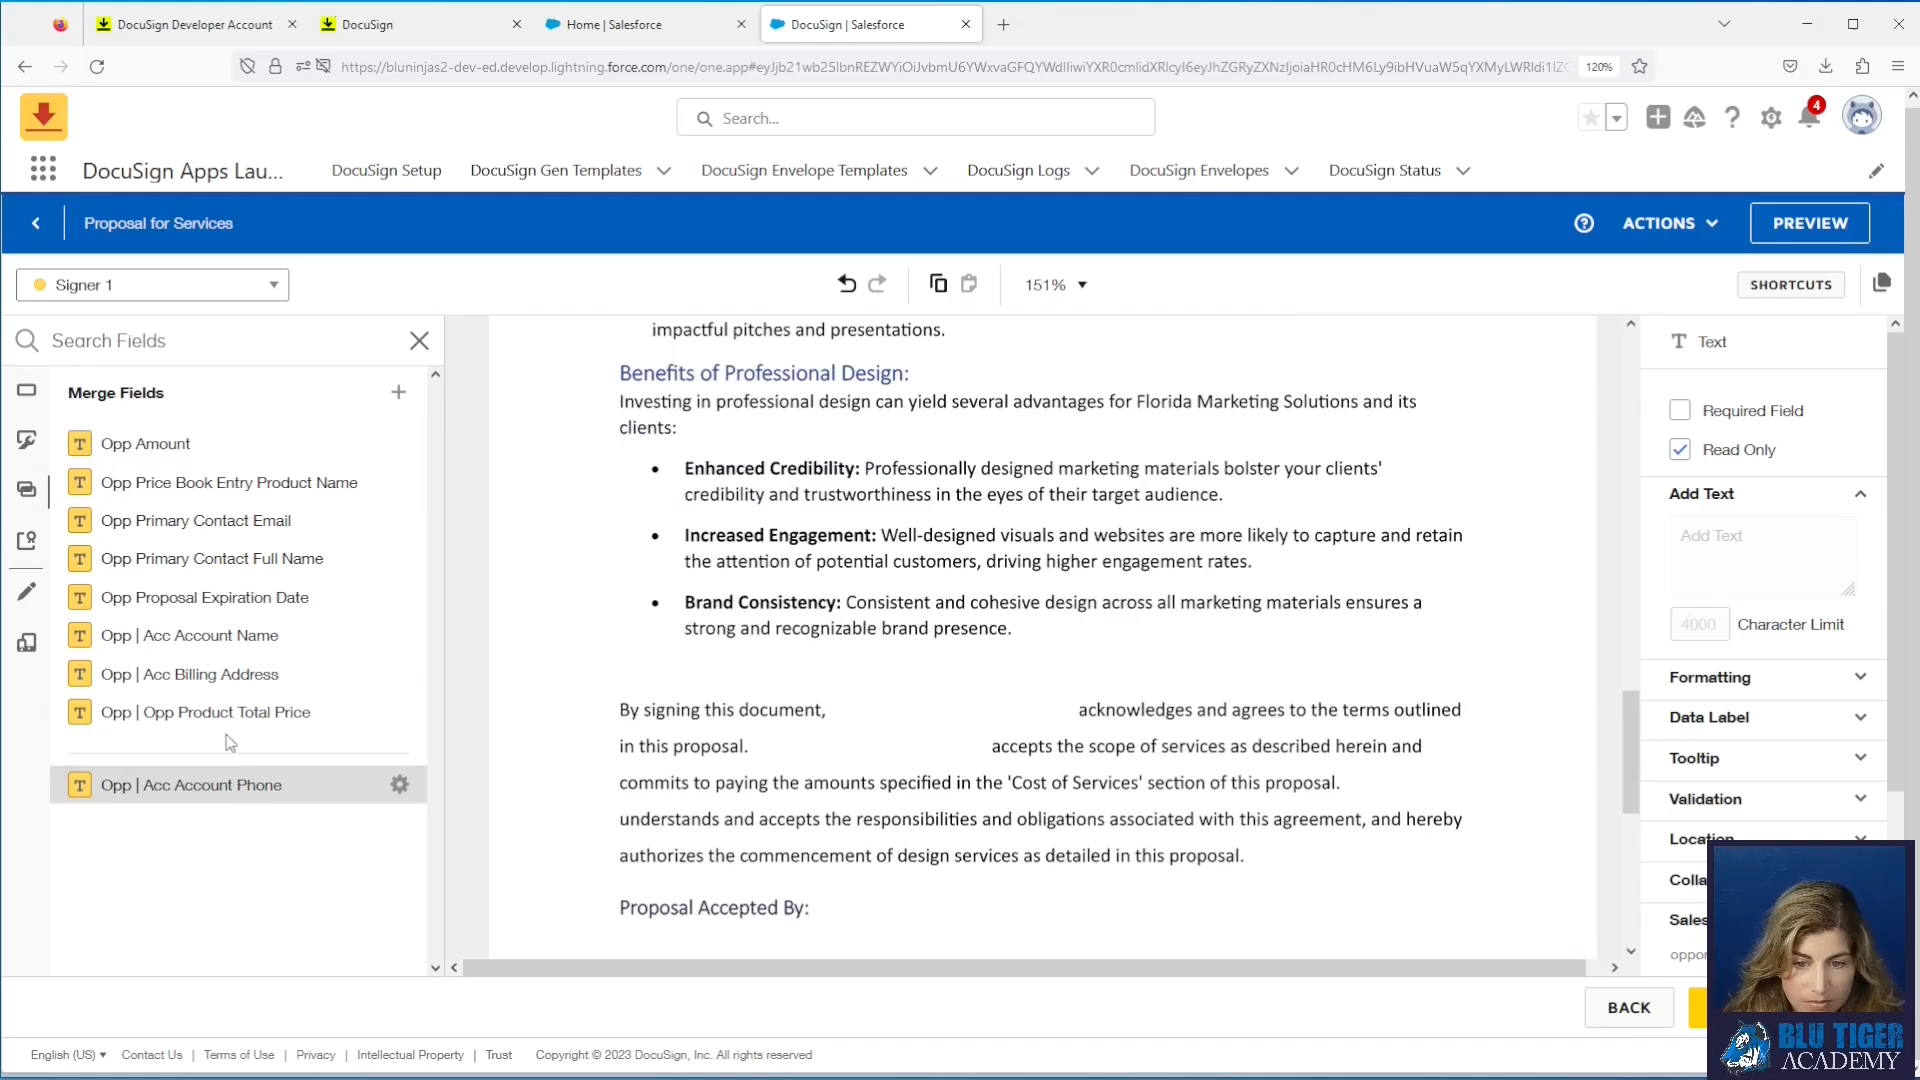 DocuSign Developer Account
DocuSign
Home | Salesforce
DocuSign | Salesforce
120%
Search...
4
DocuSign Apps Lau...
DocuSign Setup
DocuSign Gen Templates
DocuSign Envelope Templates
DocuSign Logs
DocuSign Envelopes
DocuSign Status
Proposal for Services
ACTIONS
PREVIEW
Signer 1
151%
SHORTCUTS
Search Fields
Merge Fields
Opp Amount
Opp Price Book Entry Product Name
Opp Primary Contact Email
Opp Primary Contact Full Name
Opp Proposal Expiration Date
Opp | Acc Account Name
Opp | Acc Billing Address
Opp | Opp Product Total Price
Opp | Acc Account Phone
impactful pitches and presentations.
Benefits of Professional Design:
Investing in professional design can yield several advantages for Florida Marketing Solutions and its
clients:
• Enhanced Credibility: Professionally designed marketing materials bolster your clients'
credibility and trustworthiness in the eyes of their target audience.
• Increased Engagement: Well-designed visuals and websites are more likely to capture and retain
the attention of potential customers, driving higher engagement rates.
• Brand Consistency: Consistent and cohesive design across all marketing materials ensures a
strong and recognizable brand presence.
By signing this document, acknowledges and agrees to the terms outlined
in this proposal. accepts the scope of services as described herein and
commits to paying the amounts specified in the 'Cost of Services' section of this proposal.
understands and accepts the responsibilities and obligations associated with this agreement, and hereby
authorizes the commencement of design services as detailed in this proposal.
Proposal Accepted By:
Text
Required Field
Read Only
Add Text
Add Text
4000 Character Limit
Formatting
Data Label
Tooltip
Validation
Location
BACK
English (US)
Contact Us | Terms of Use | Privacy | Intellectual Property | Trust
Copyright © 2023 DocuSign, Inc. All rights reserved
BLU TIGER
ACADEMY